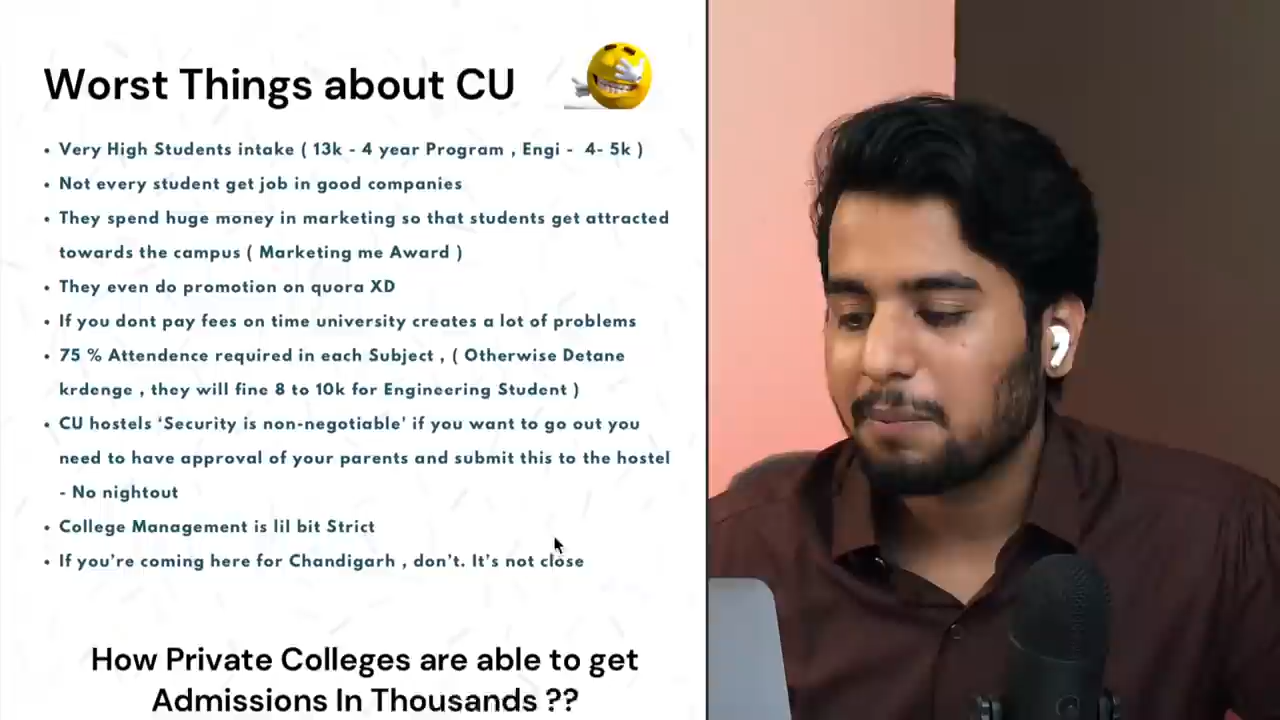 Worst Things about CU
• Very High Students intake ( 13k - 4 year Program , Engi -  4- 5k )
• Not every student get job in good companies
• They spend huge money in marketing so that students get attracted
towards the campus ( Marketing me Award )
• They even do promotion on quora XD
• If you dont pay fees on time university creates a lot of problems
• 75 % Attendence required in each Subject , ( Otherwise Detane
krdenge , they will fine 8 to 10k for Engineering Student )
• CU hostels ‘Security is non-negotiable’ if you want to go out you
need to have approval of your parents and submit this to the hostel
- No nightout
• College Management is lil bit Strict
• If you’re coming here for Chandigarh , don’t. It’s not close
How Private Colleges are able to get
Admissions In Thousands ??